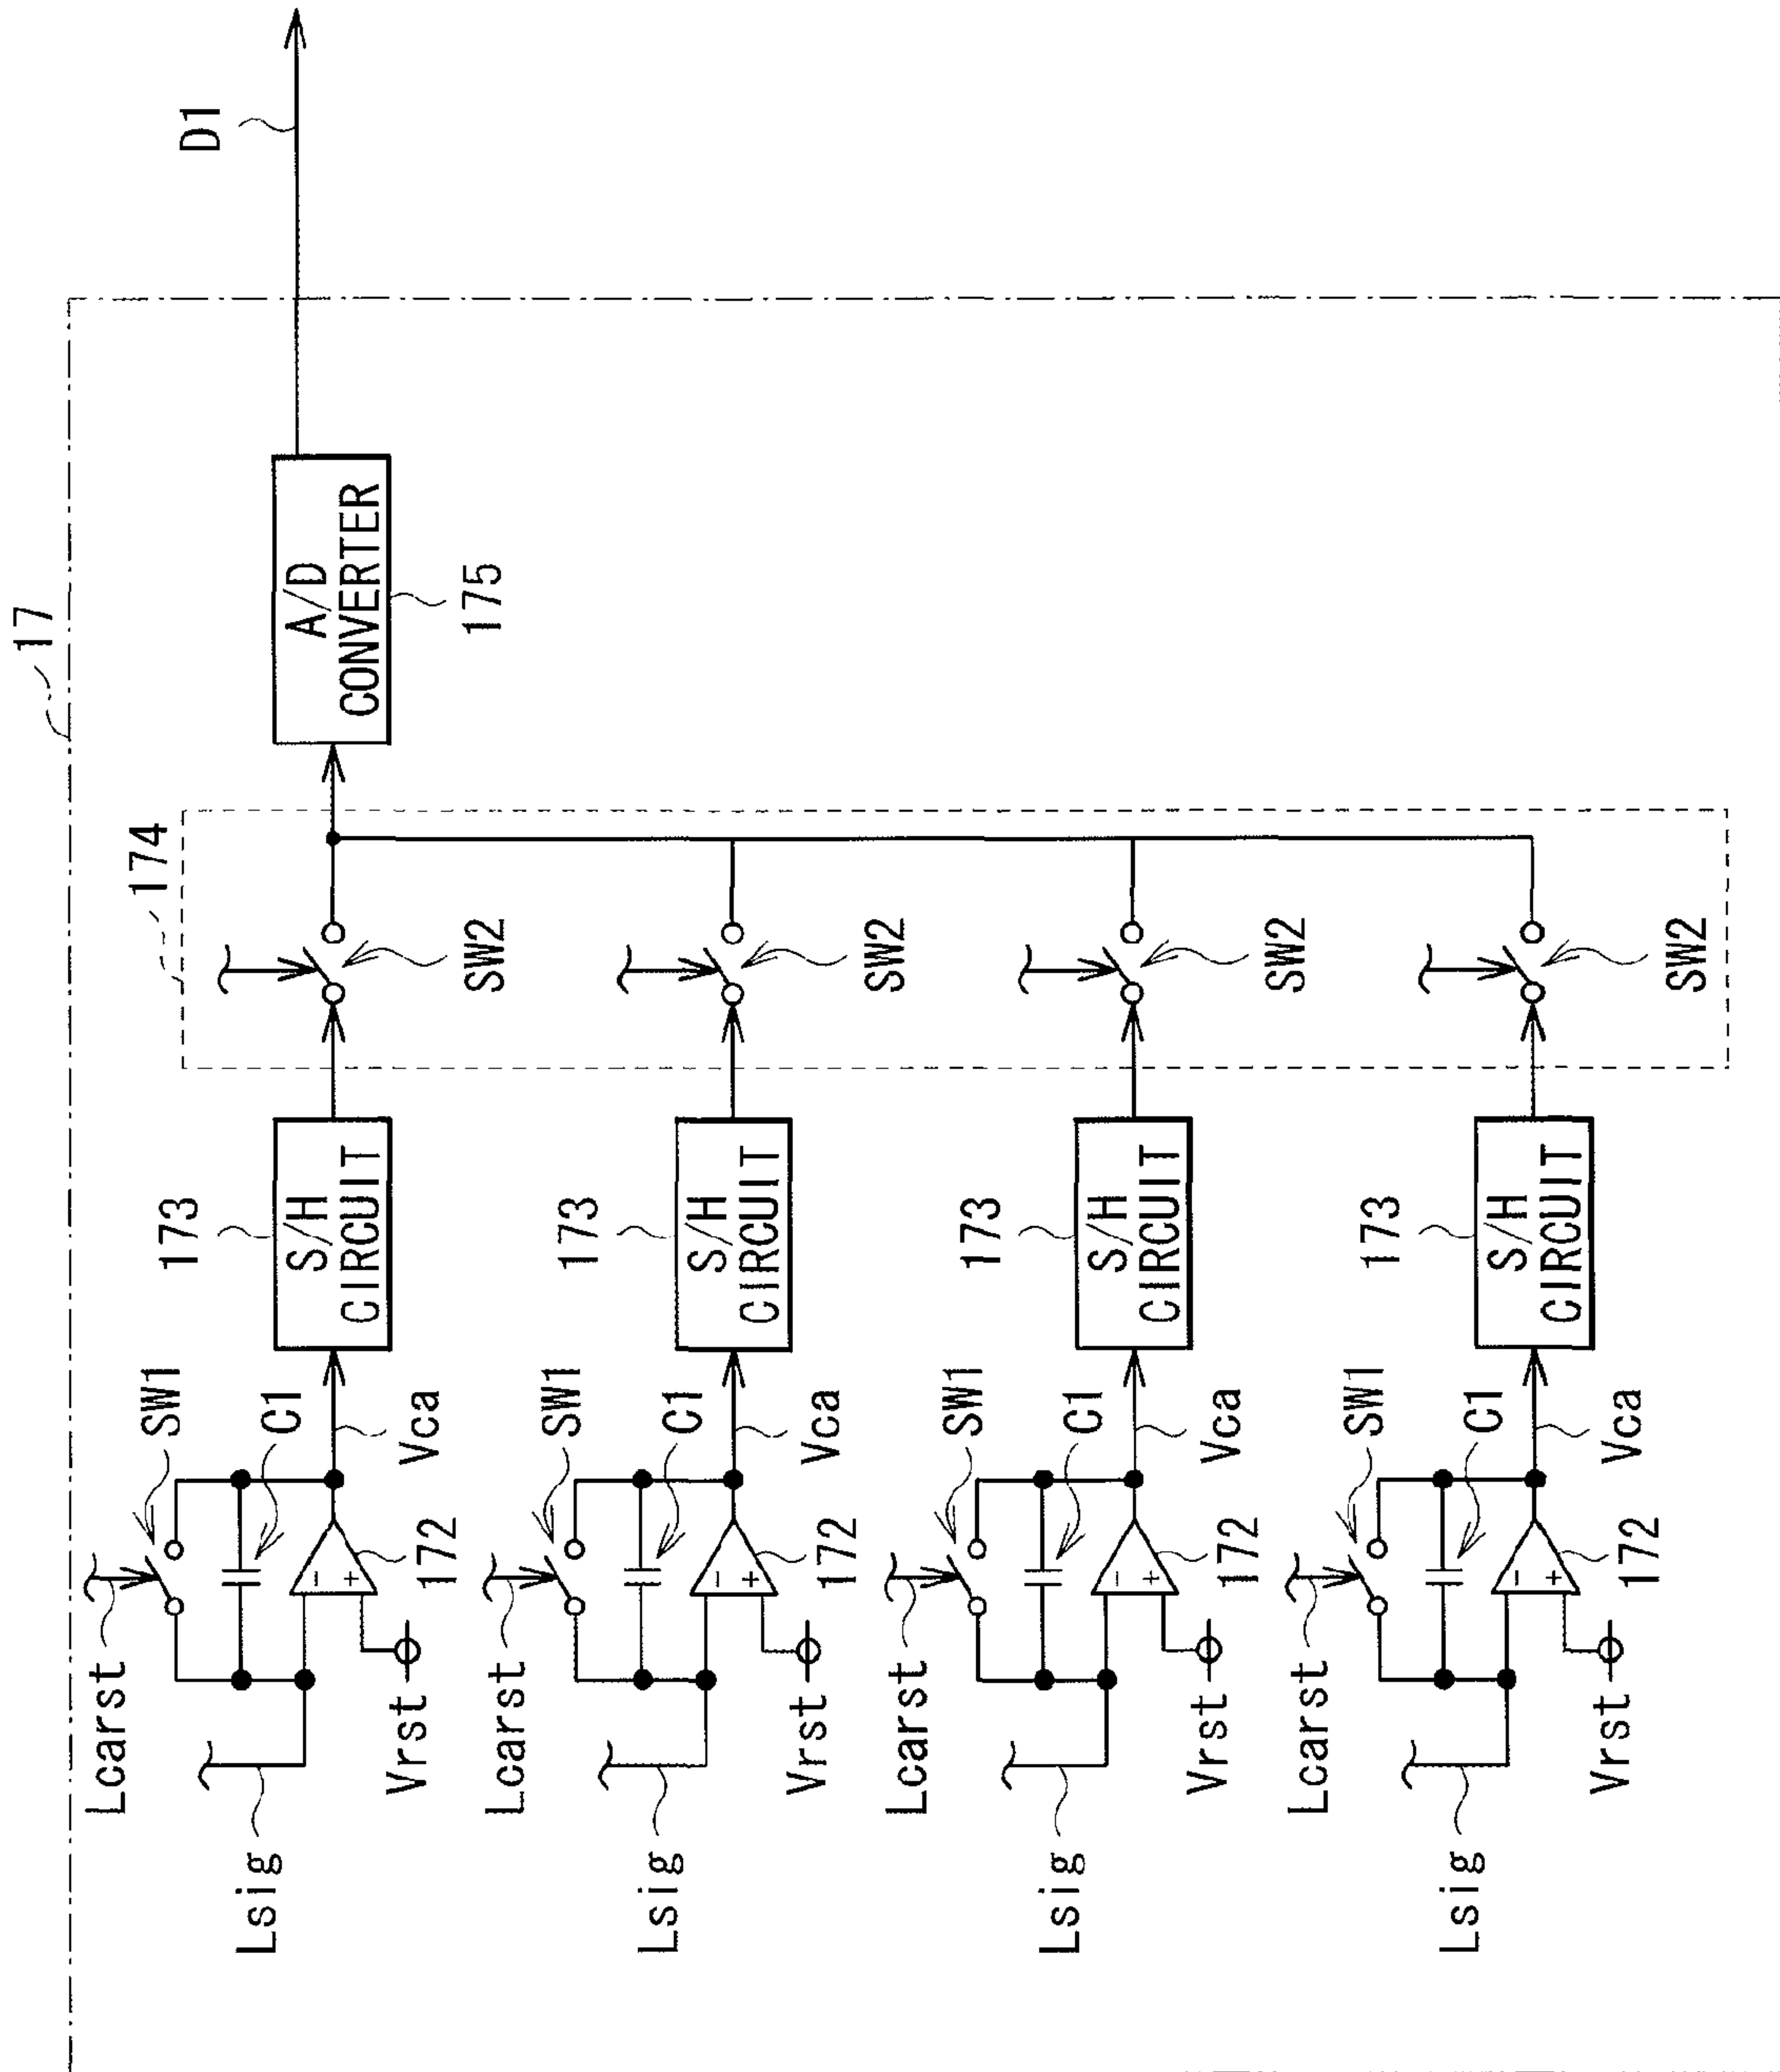 17
D1
174
A/D
CONVERTER
175
Lcarst
SW1
C1
173
S/H
CIRCUIT
SW2
Lsig
Vrst
172
Vca
Lcarst
SW1
C1
173
S/H
CIRCUIT
SW2
Lsig
Vrst
172
Vca
Lcarst
SW1
C1
173
S/H
CIRCUIT
SW2
Lsig
Vrst
172
Vca
Lcarst
SW1
C1
173
S/H
CIRCUIT
SW2
Lsig
Vrst
172
Vca